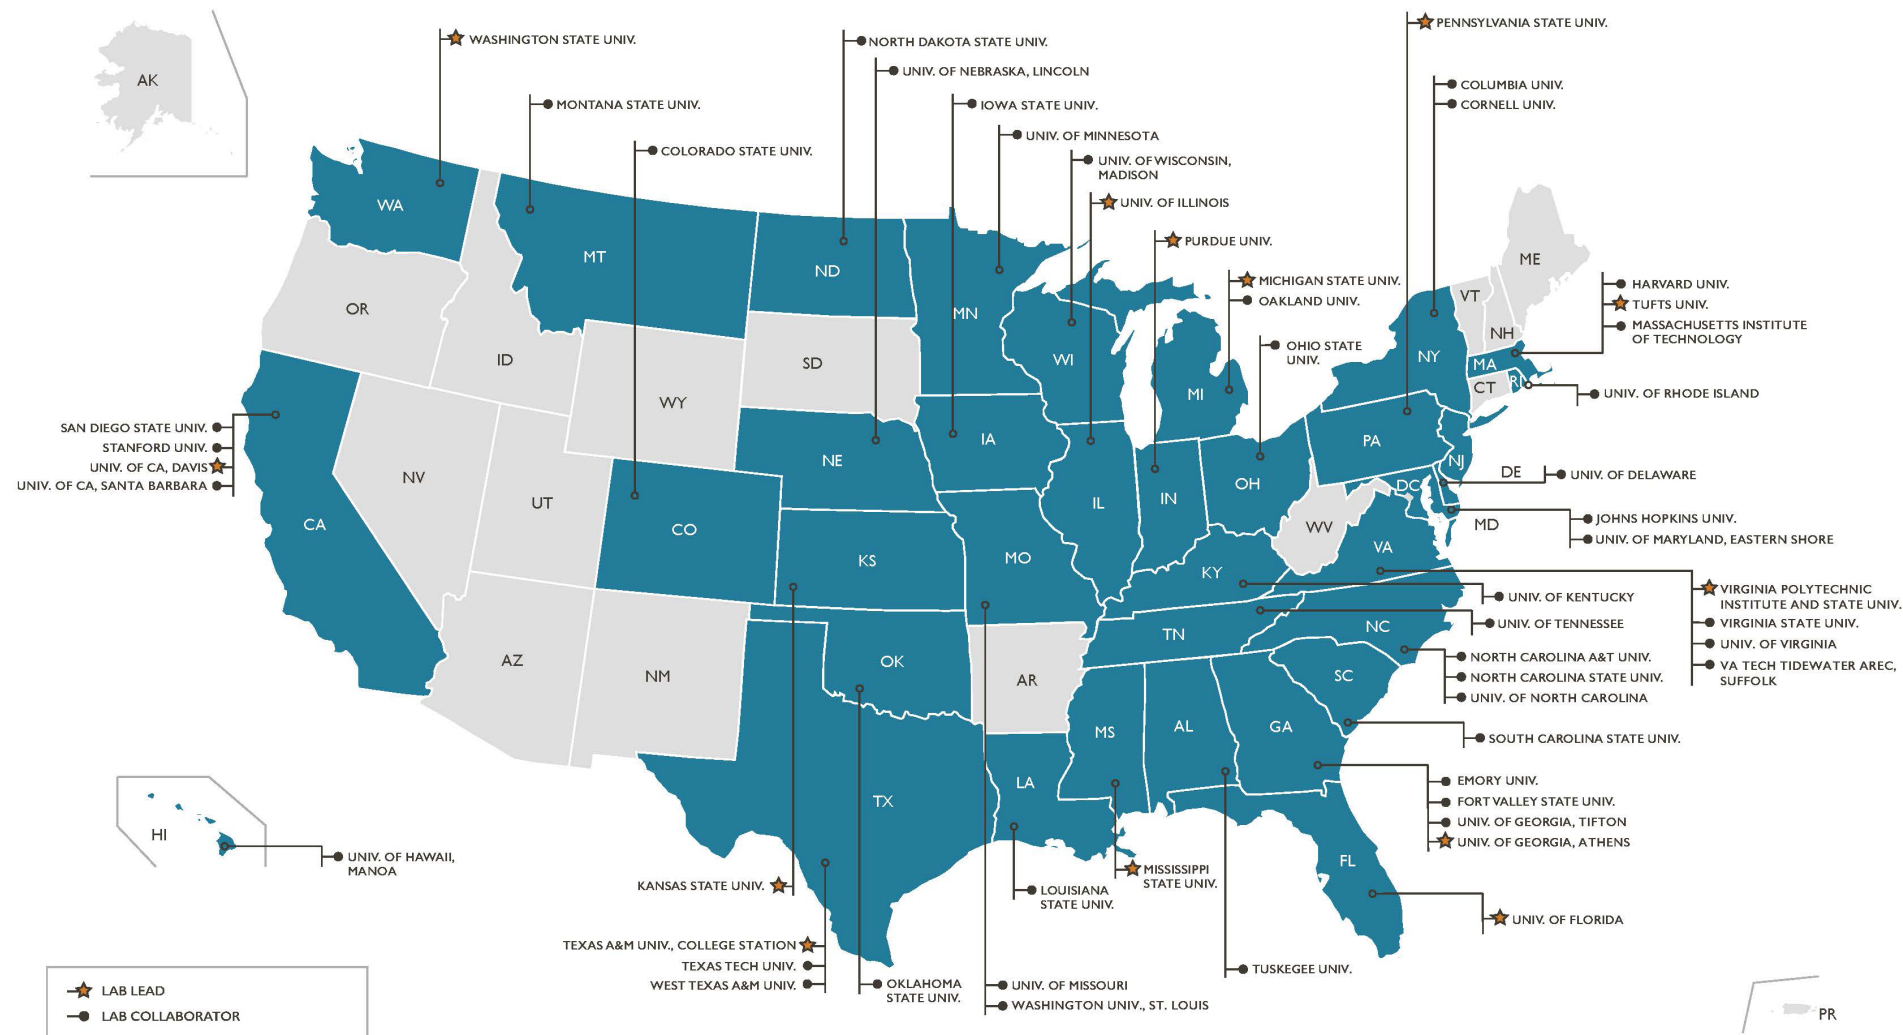 PENNSYLVANIA STATE UNIV.
WASHINGTON STATE UNIV.
NORTH DAKOTA STATE UNIV.
UNIV. OF NEBRASKA, LINCOLN
AK
COLUMBIA UNIV.
CORNELL UNIV.
MONTANA STATE UNIV.
IOWA STATE UNIV.
UNIV. OF MINNESOTA
COLORADO STATE UNIV.
UNIV. OF WISCONSIN,
MADISON
UNIV. OF ILLINOIS
WA
PURDUE UNIV.
MT
ND
ME
MICHIGAN STATE UNIV.
OAKLAND UNIV.
HARVARD UNIV.
TUFTS UNIV.
MASSACHUSETTS INSTITUTE
OF TECHNOLOGY
VT
NH
OR
MN
OHIO STATE
UNIV.
ID
SD
WI
NY
MA
CT
RI
UNIV. OF RHODE ISLAND
WY
MI
SAN DIEGO STATE UNIV.
STANFORD UNIV.
UNIV. OF CA, DAVIS
UNIV. OF CA, SANTA BARBARA
IA
PA
NE
NJ
NV
UT
IL
IN
OH
DC
DE
UNIV. OF DELAWARE
CA
CO
WV
MD
JOHNS HOPKINS UNIV.
UNIV. OF MARYLAND, EASTERN SHORE
KS
MO
KY
VA
UNIV. OF KENTUCKY
UNIV. OF TENNESSEE
VIRGINIA POLYTECHNIC
INSTITUTE AND STATE UNIV.
VIRGINIA STATE UNIV.
UNIV. OF VIRGINIA
VA TECH TIDEWATER AREC,
SUFFOLK
TN
NC
NORTH CAROLINA A&T UNIV.
NORTH CAROLINA STATE UNIV.
UNIV. OF NORTH CAROLINA
AZ
NM
OK
AR
SC
MS
AL
GA
SOUTH CAROLINA STATE UNIV.
TX
LA
EMORY UNIV.
FORT VALLEY STATE UNIV.
UNIV. OF GEORGIA, TIFTON
UNIV. OF GEORGIA, ATHENS
HI
UNIV. OF HAWAII,
MANOA
FL
KANSAS STATE UNIV.
MISSISSIPPI
STATE UNIV.
LOUISIANA
STATE UNIV.
UNIV. OF FLORIDA
TEXAS A&M UNIV., COLLEGE STATION
TEXAS TECH UNIV.
WEST TEXAS A&M UNIV.
OKLAHOMA
STATE UNIV.
UNIV. OF MISSOURI
WASHINGTON UNIV., ST. LOUIS
TUSKEGEE UNIV.
LAB LEAD
LAB COLLABORATOR
PR